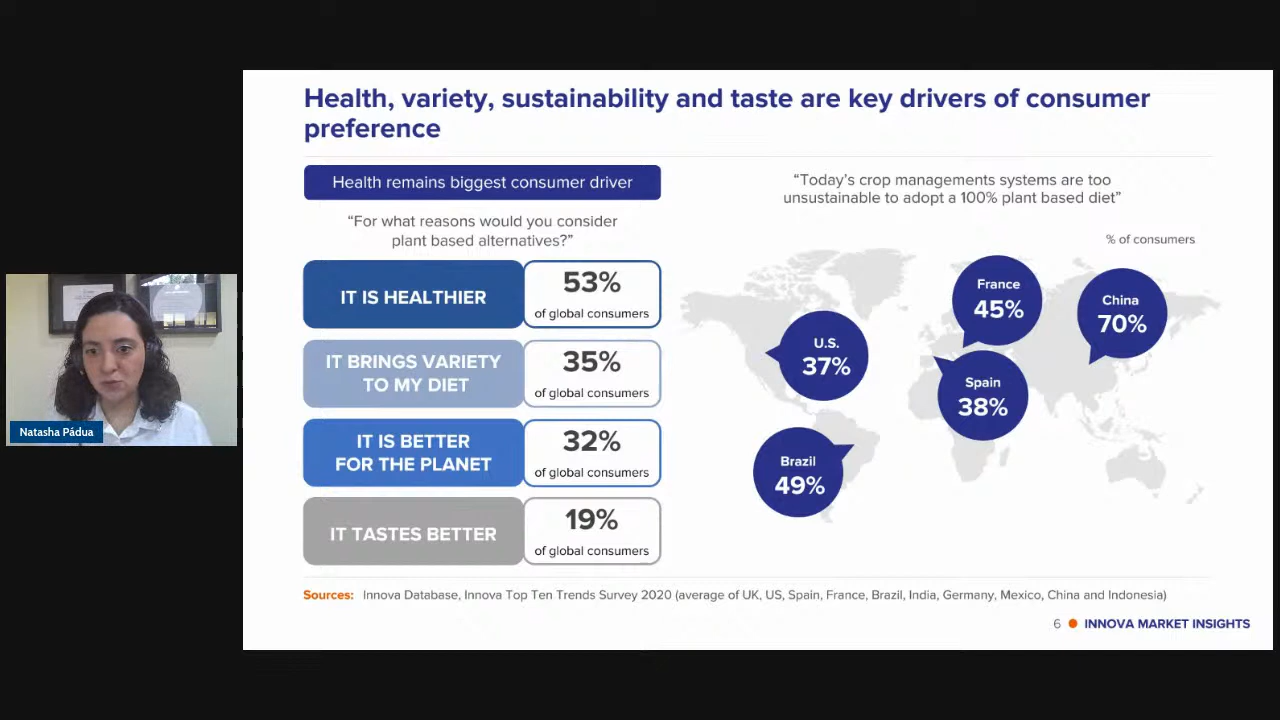 Health, variety, sustainability and taste are key drivers of consumer
preference
Health remains biggest consumer driver
“For what reasons would you consider
plant based alternatives?”
IT IS HEALTHIER
53%
of global consumers
IT BRINGS VARIETY
TO MY DIET
35%
of global consumers
IT IS BETTER
FOR THE PLANET
32%
of global consumers
IT TASTES BETTER
19%
of global consumers
“Today’s crop managements systems are too
unsustainable to adopt a 100% plant based diet”
% of consumers
France
45%
China
70%
U.S.
37%
Spain
38%
Brazil
49%
Sources: Innova Database, Innova Top Ten Trends Survey 2020 (average of UK, US, Spain, France, Brazil, India, Germany, Mexico, China and Indonesia)
6 ● INNOVA MARKET INSIGHTS
Natasha Pádua